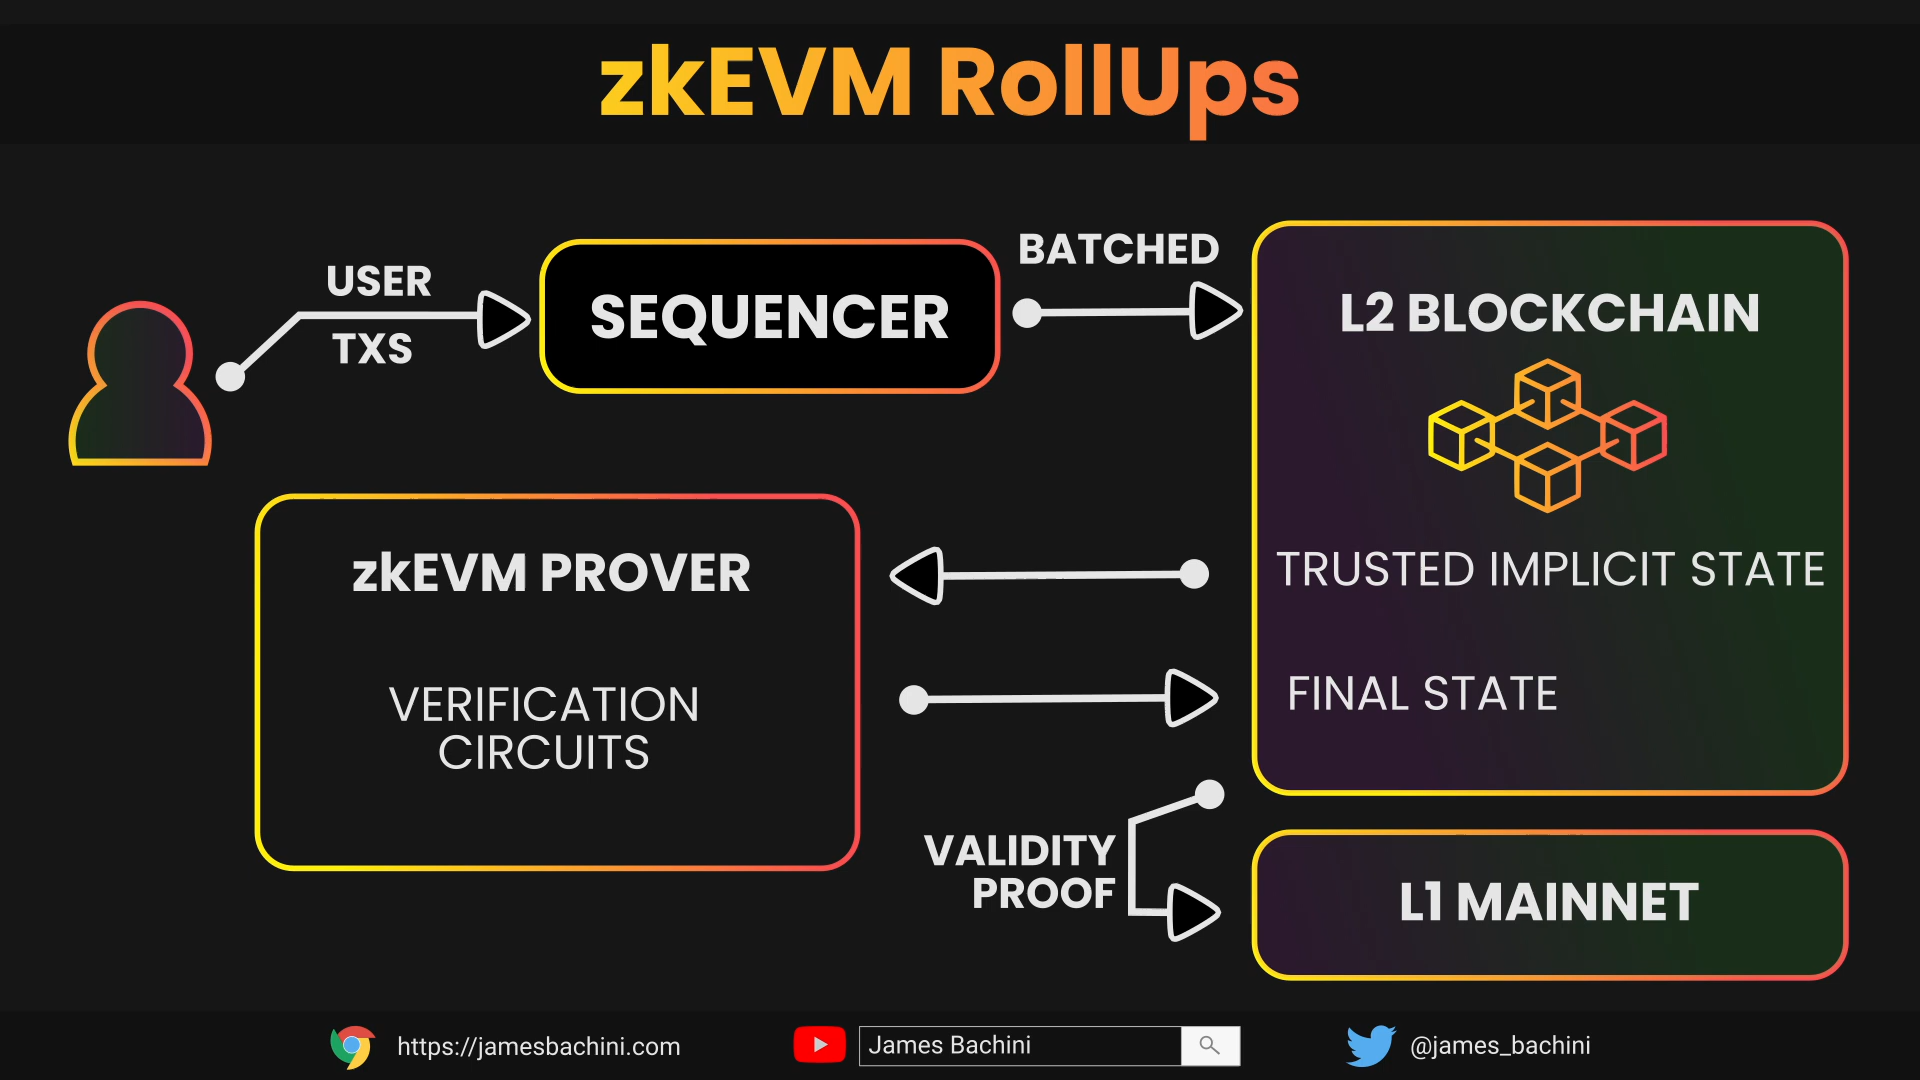 zkEVM RollUps
USER
TXS
SEQUENCER
BATCHED
L2 BLOCKCHAIN
TRUSTED IMPLICIT STATE
FINAL STATE
zkEVM PROVER
VERIFICATION
CIRCUITS
VALIDITY
PROOF
L1 MAINNET
https://jamesbachini.com
James Bachini
@james_bachini